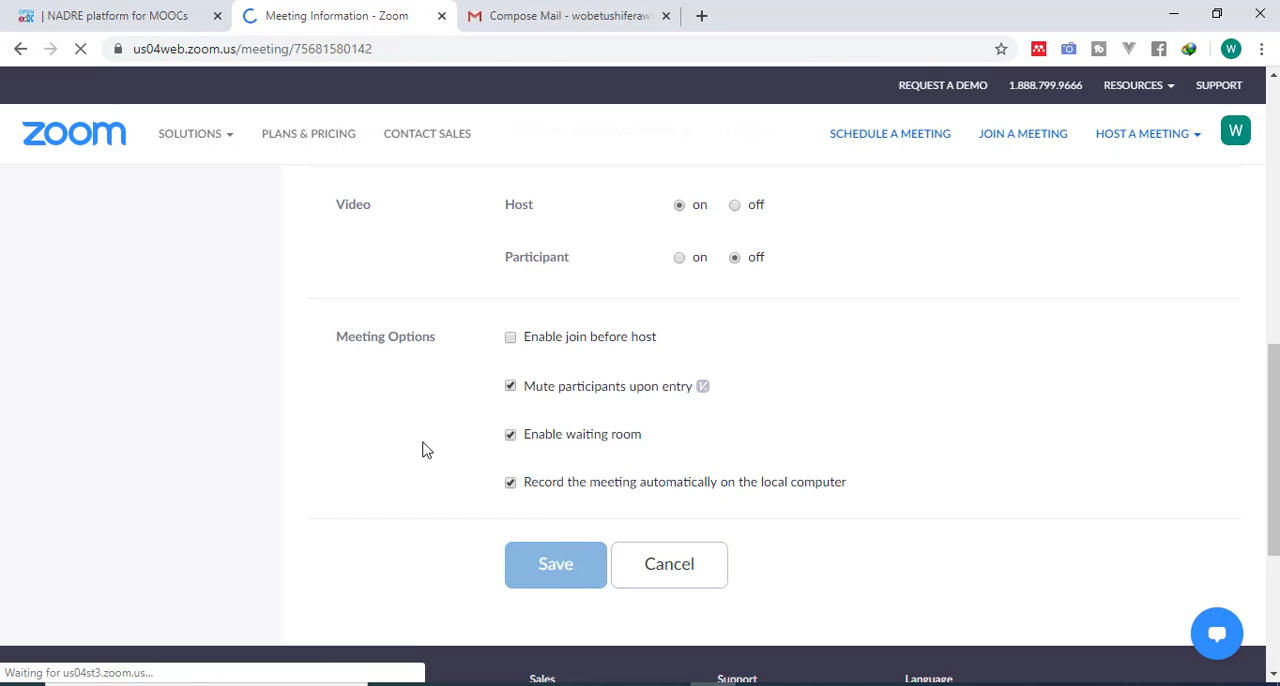 OPEN edX | NADRE platform for MOOCs
Meeting Information - Zoom
Compose Mail - wobetushiferaw
us04web.zoom.us/meeting/75681580142
W
REQUEST A DEMO 1.888.799.9666 RESOURCES SUPPORT
zoom SOLUTIONS PLANS & PRICING CONTACT SALES SCHEDULE A MEETING JOIN A MEETING HOST A MEETING W
Video Host on off
Participant on off
Meeting Options Enable join before host
Mute participants upon entry
Enable waiting room
Record the meeting automatically on the local computer
Save Cancel
Waiting for us04st3.zoom.us...
Sales Support Language